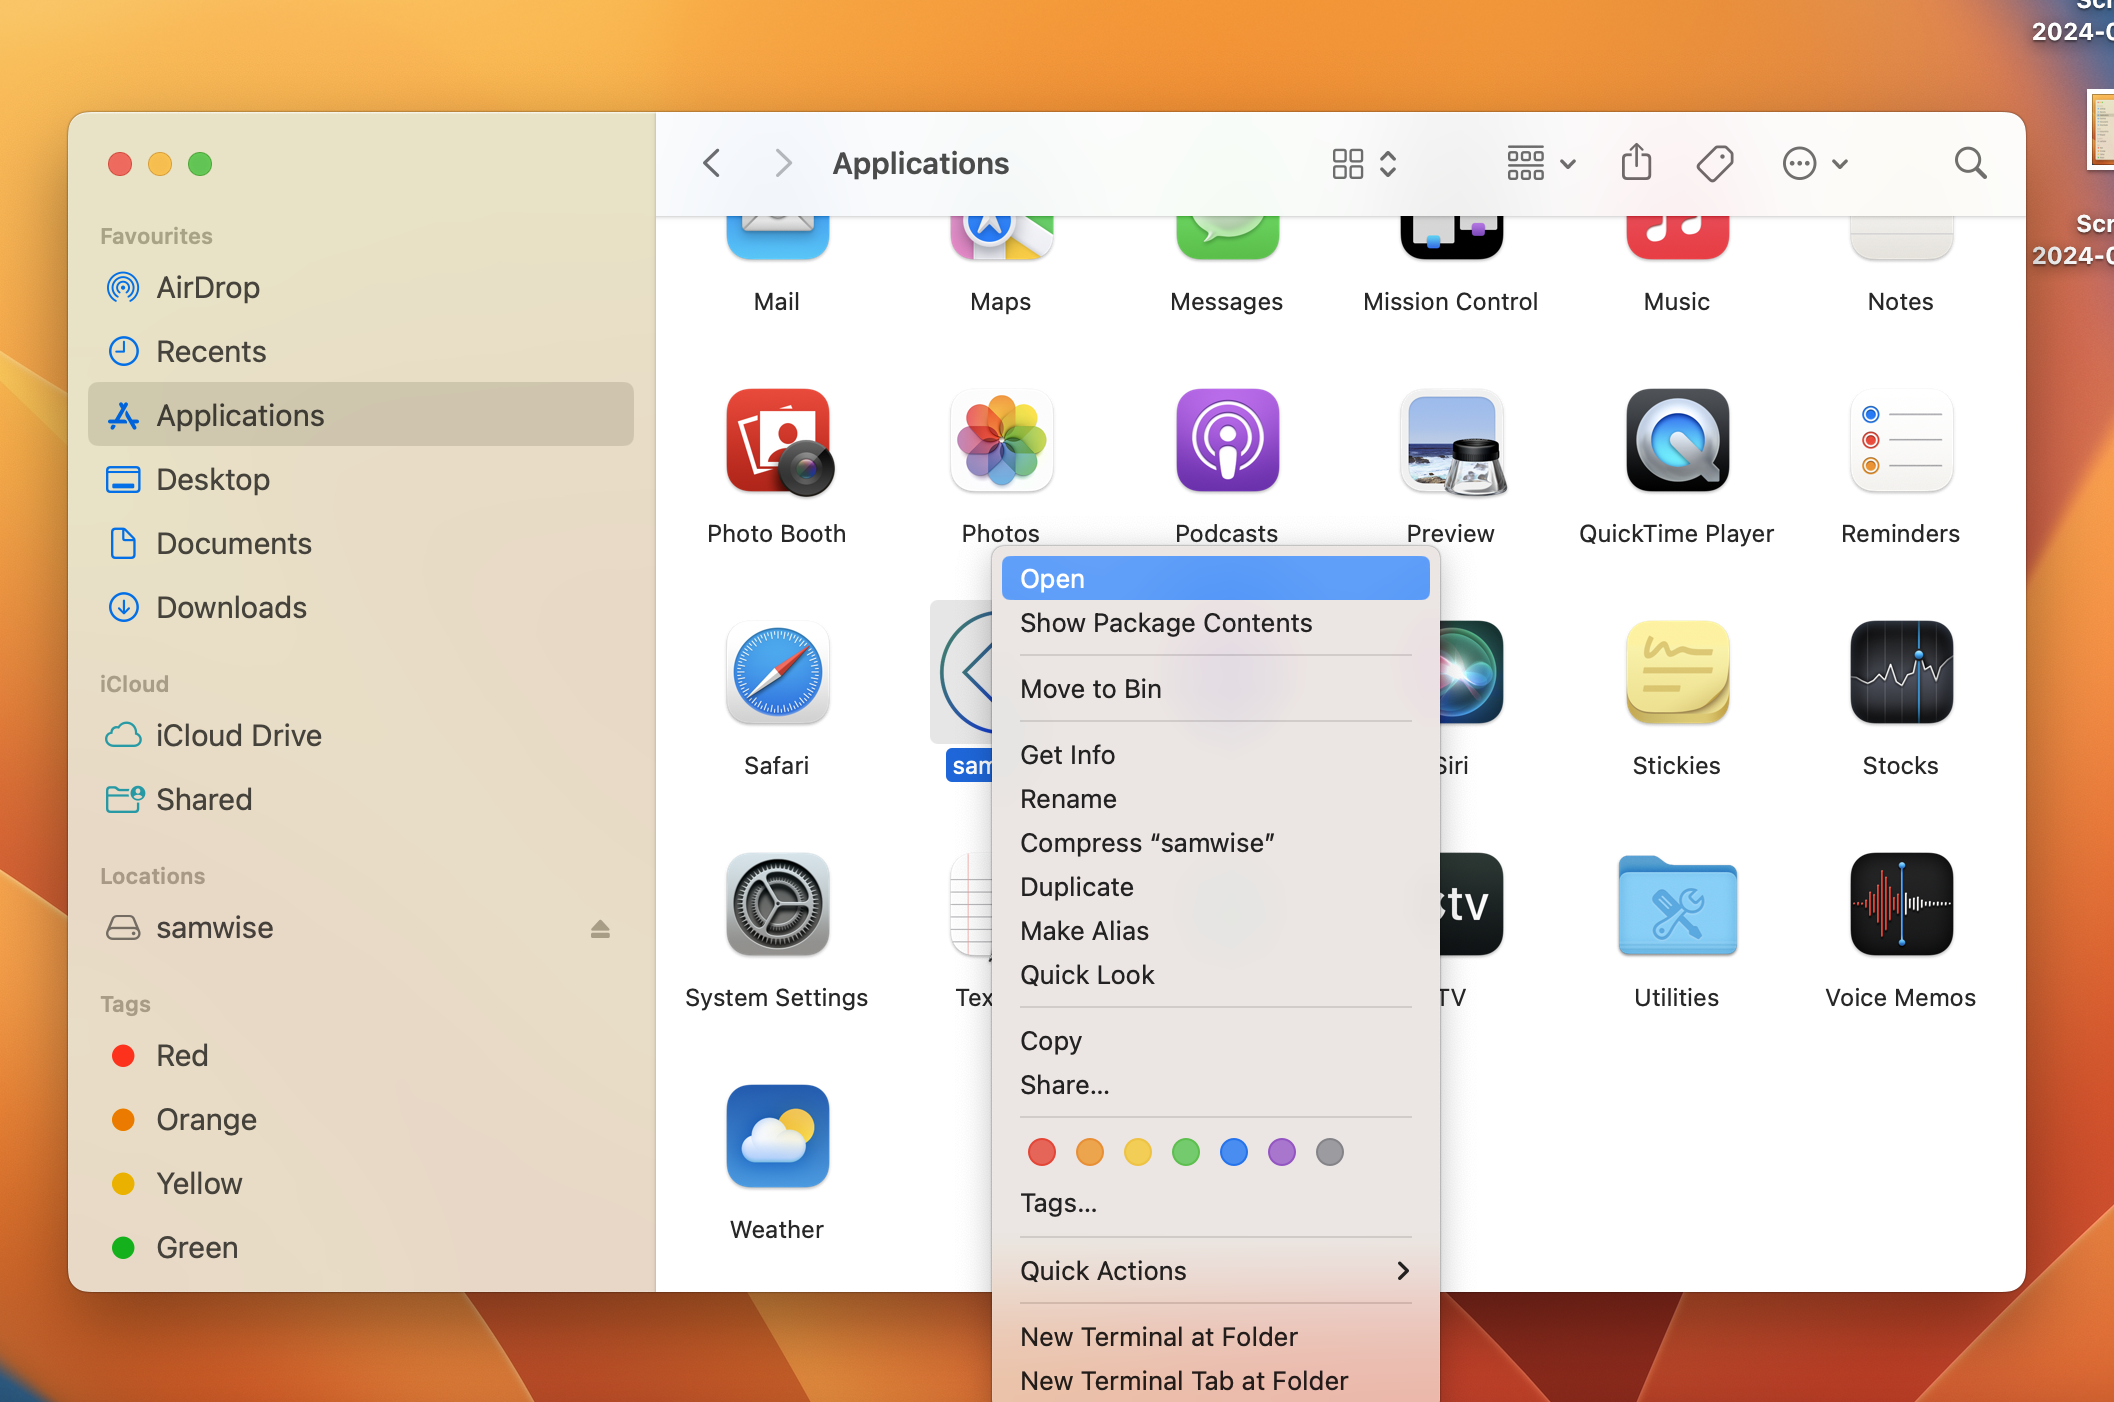 2024-0
Applications
Favourites
AirDrop
Recents
Applications
Desktop
Documents
Downloads
iCloud
iCloud Drive
Shared
Locations
samwise
Tags
Red
Orange
Yellow
Green
Mail Maps Messages Mission Control Music Notes
Photo Booth Photos Podcasts Preview QuickTime Player Reminders
Safari sam Siri Stickies Stocks
tv
System Settings Tex TV Utilities Voice Memos
Weather
Open
Show Package Contents
Move to Bin
Get Info
Rename
Compress “samwise”
Duplicate
Make Alias
Quick Look
Copy
Share...
Tags...
Quick Actions
New Terminal at Folder
New Terminal Tab at Folder
Scr
2024-0